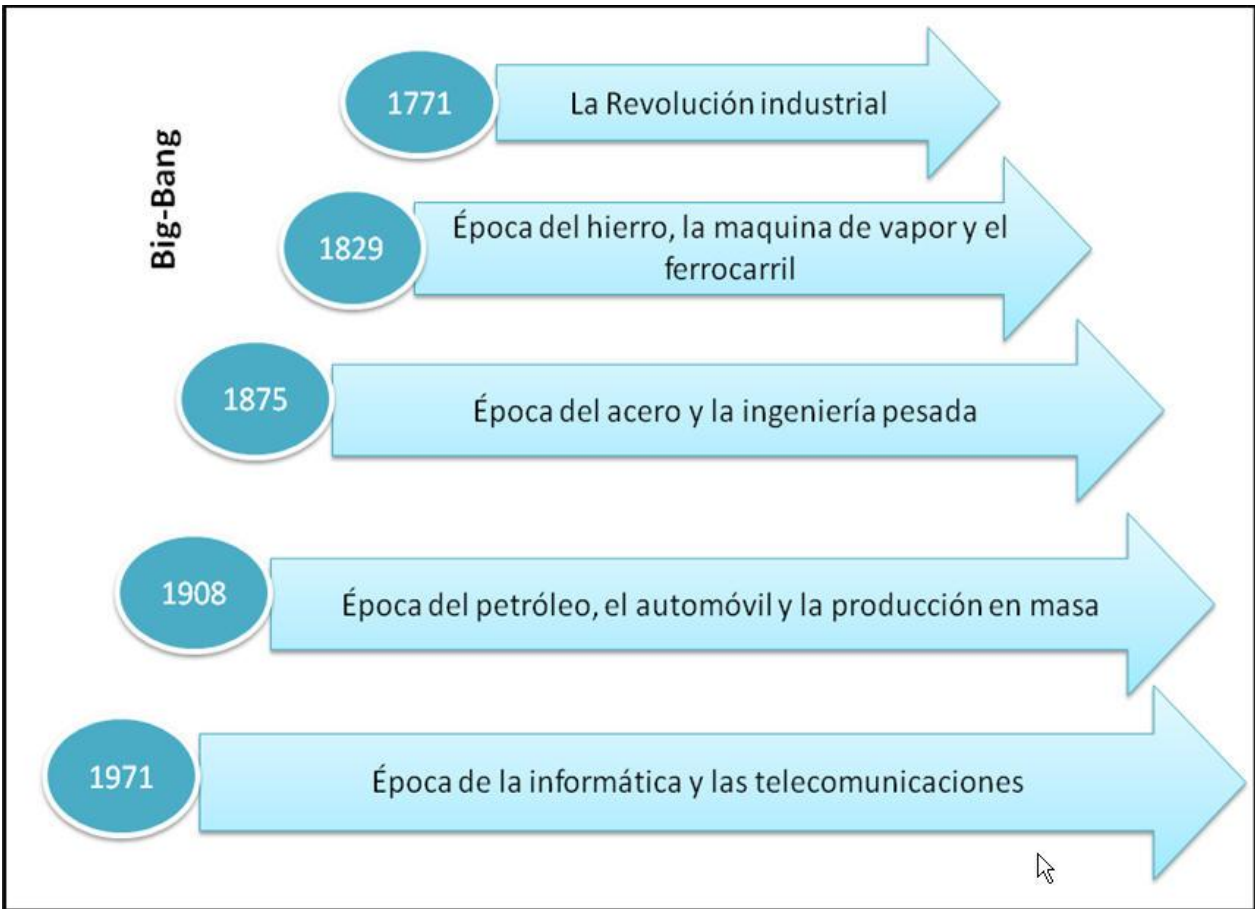 Big-Bang
1771
La Revolución industrial
1829
Época del hierro, la maquina de vapor y el
ferrocarril
1875
Época del acero y la ingeniería pesada
1908
Época del petróleo, el automóvil y la producción en masa
1971
Época de la informática y las telecomunicaciones